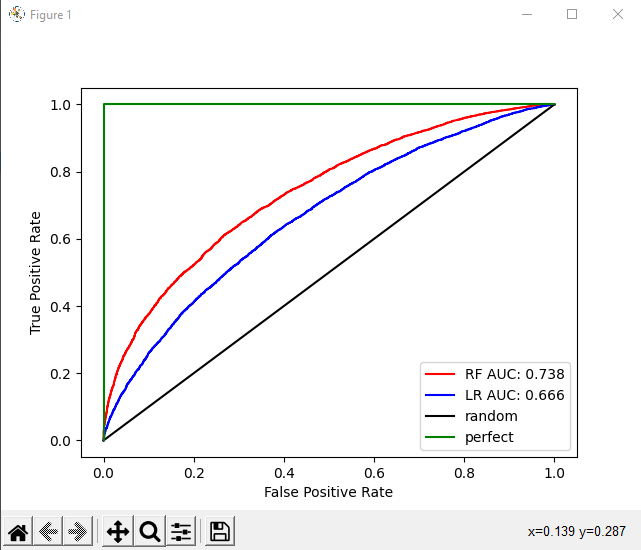 Figure 1
1.0
0.8
0.6
0.4
0.2
0.0
True Positive Rate
RF AUC: 0.738
LR AUC: 0.666
random
perfect
0.0 0.2 0.4 0.6 0.8 1.0
False Positive Rate
x=0.139 y=0.287